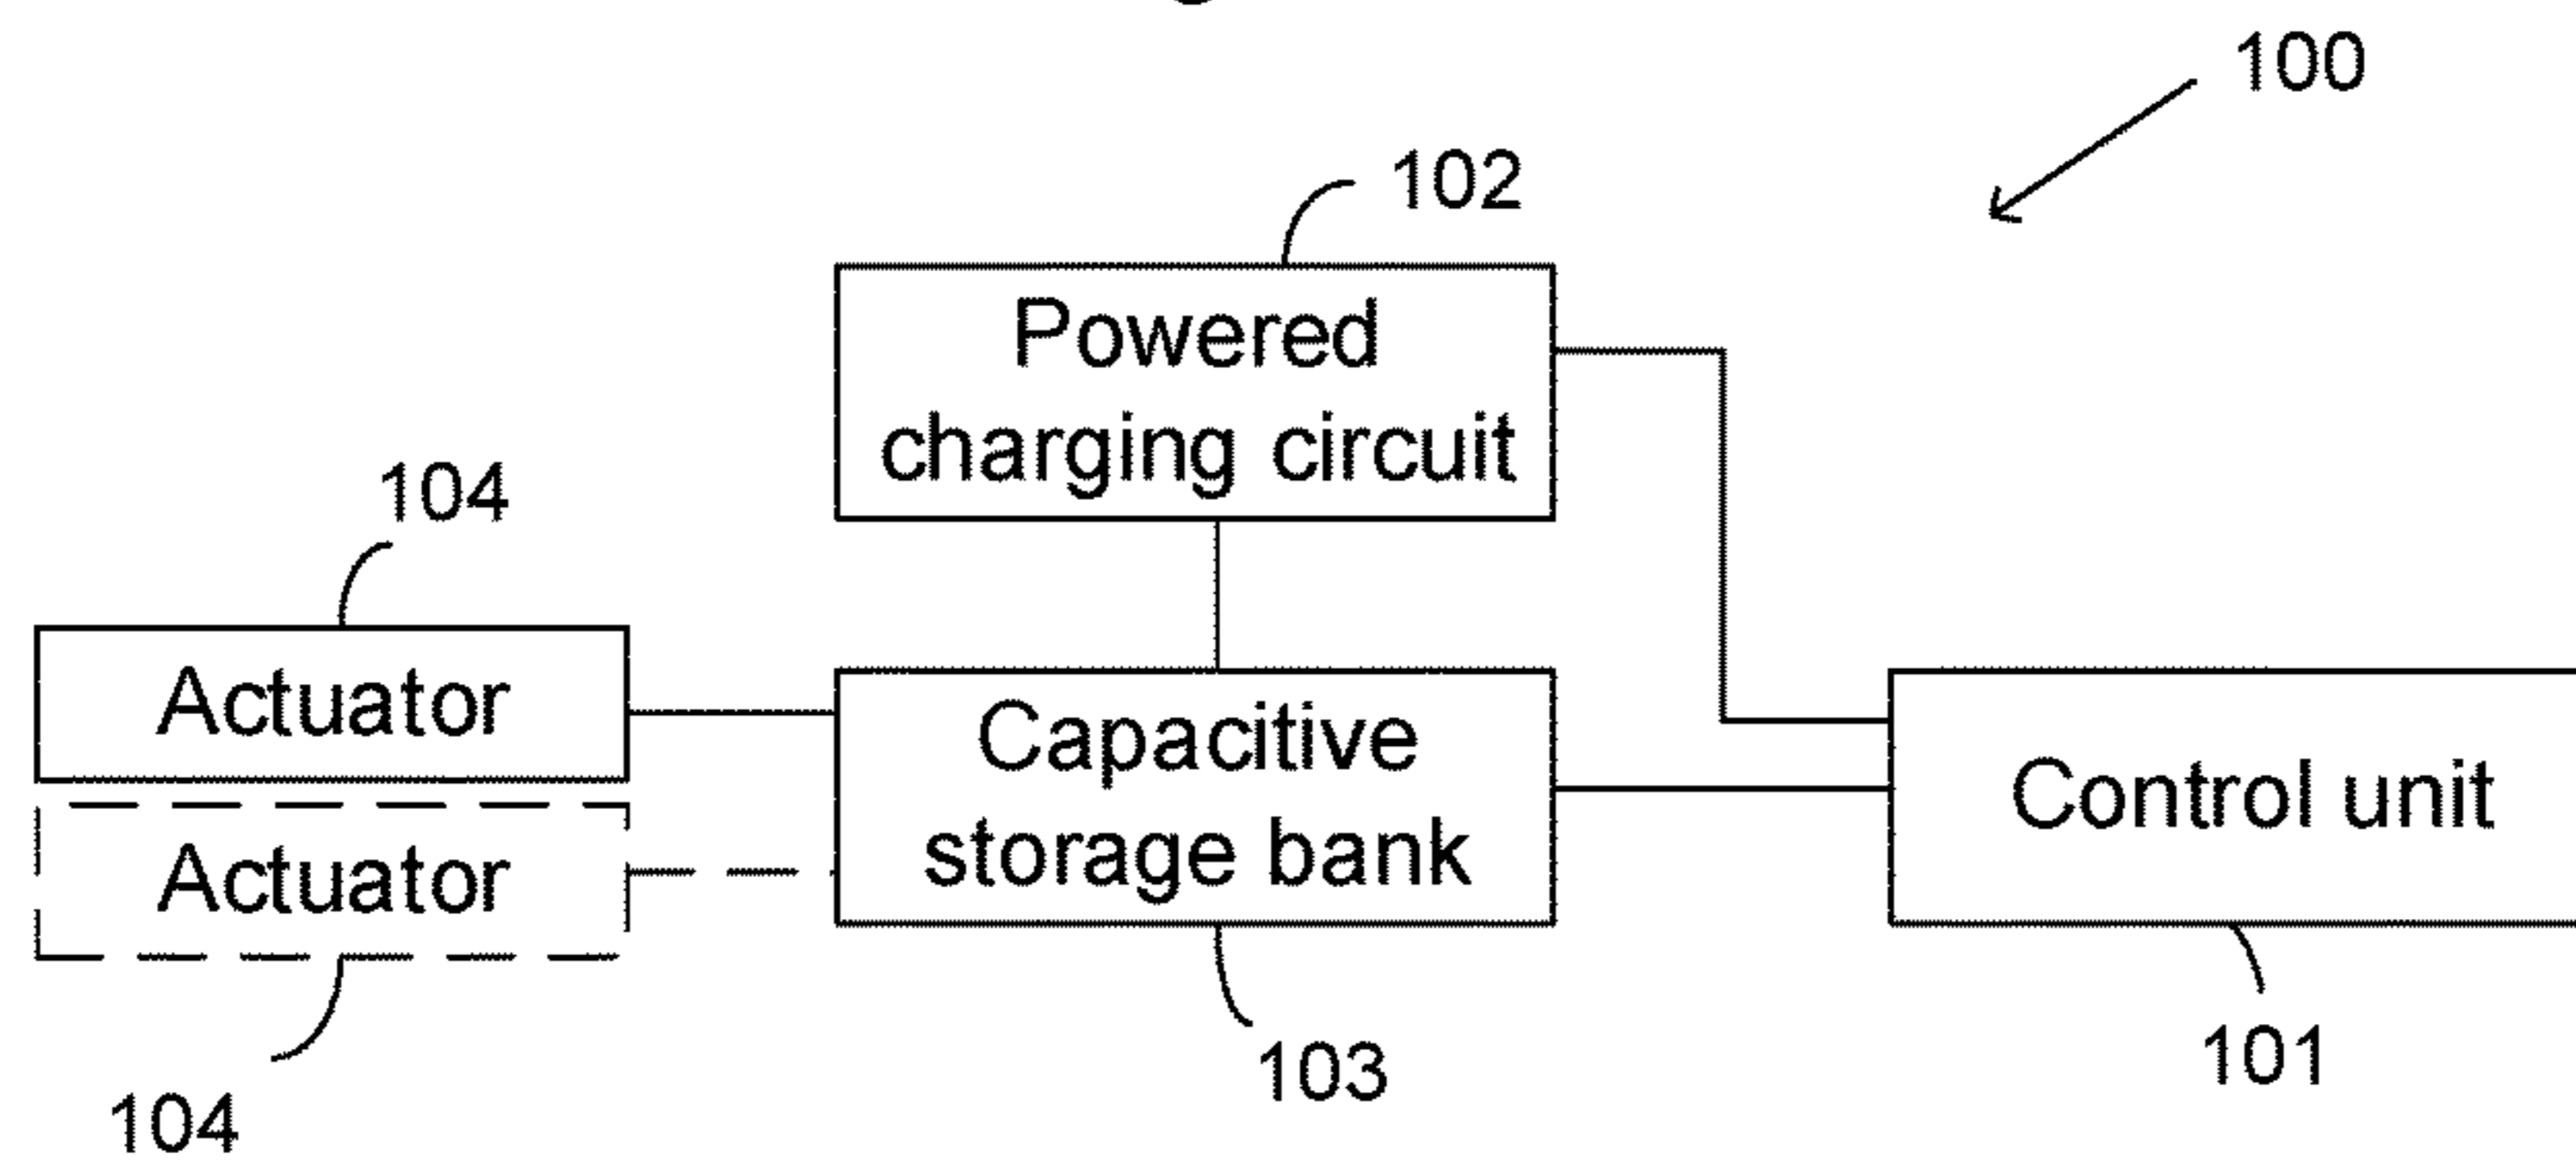 100
102
Powered
charging circuit
104
Actuator
Capacitive
storage bank
Control unit
Actuator
103
101
104